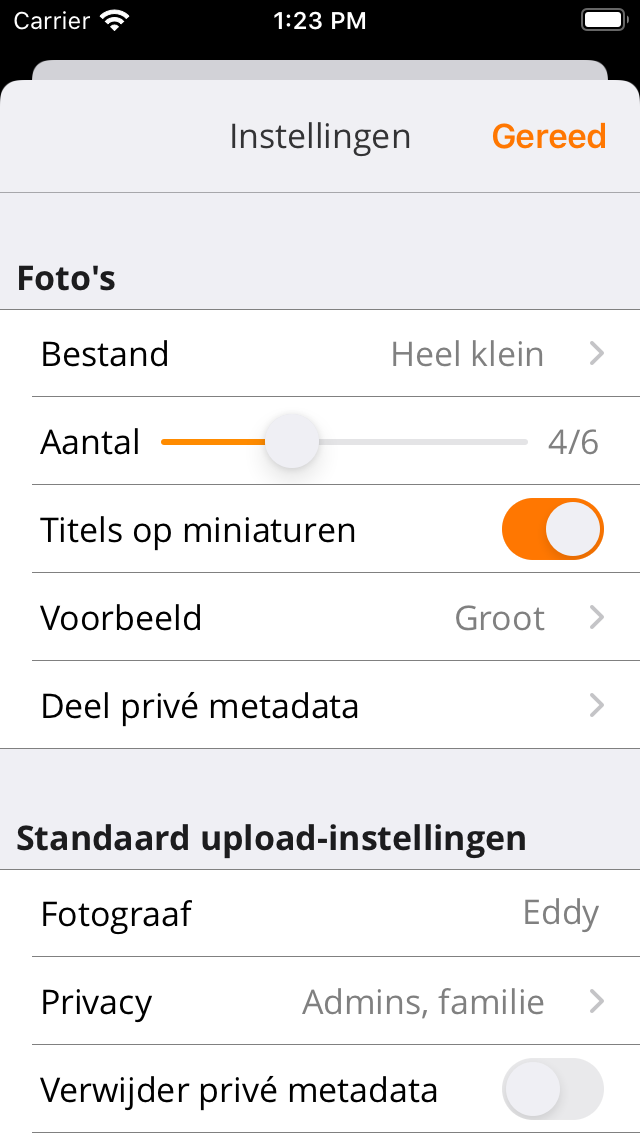 Carrier 1:23 PM
Instellingen Gereed
Foto's
Bestand Heel klein
Aantal 4/6
Titels op miniaturen
Voorbeeld Groot
Deel privé metadata
Standaard upload-instellingen
Fotograaf Eddy
Privacy Admins, familie
Verwijder privé metadata